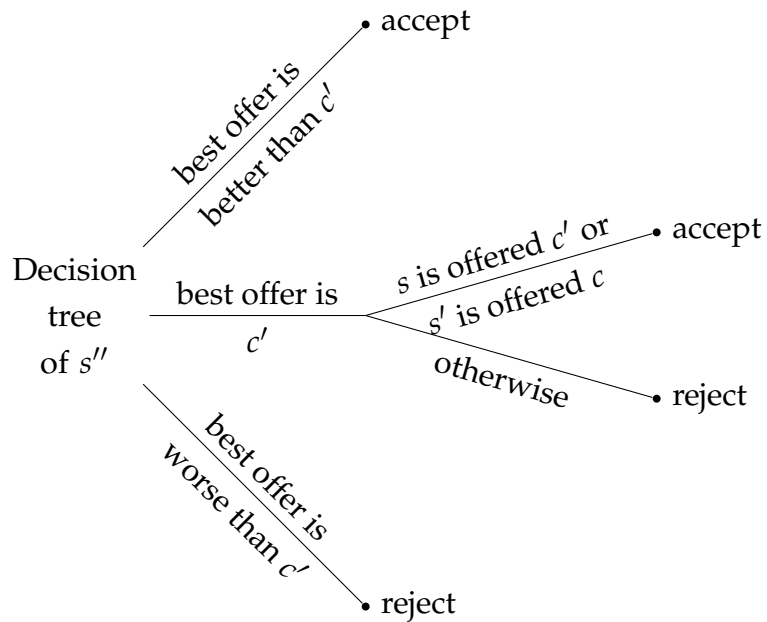 best offer is
better than c′
accept
Decision
tree
of s″
best offer is
c′
s is offered c′ or
s′ is offered c
accept
otherwise
reject
best offer is
worse than c′
reject